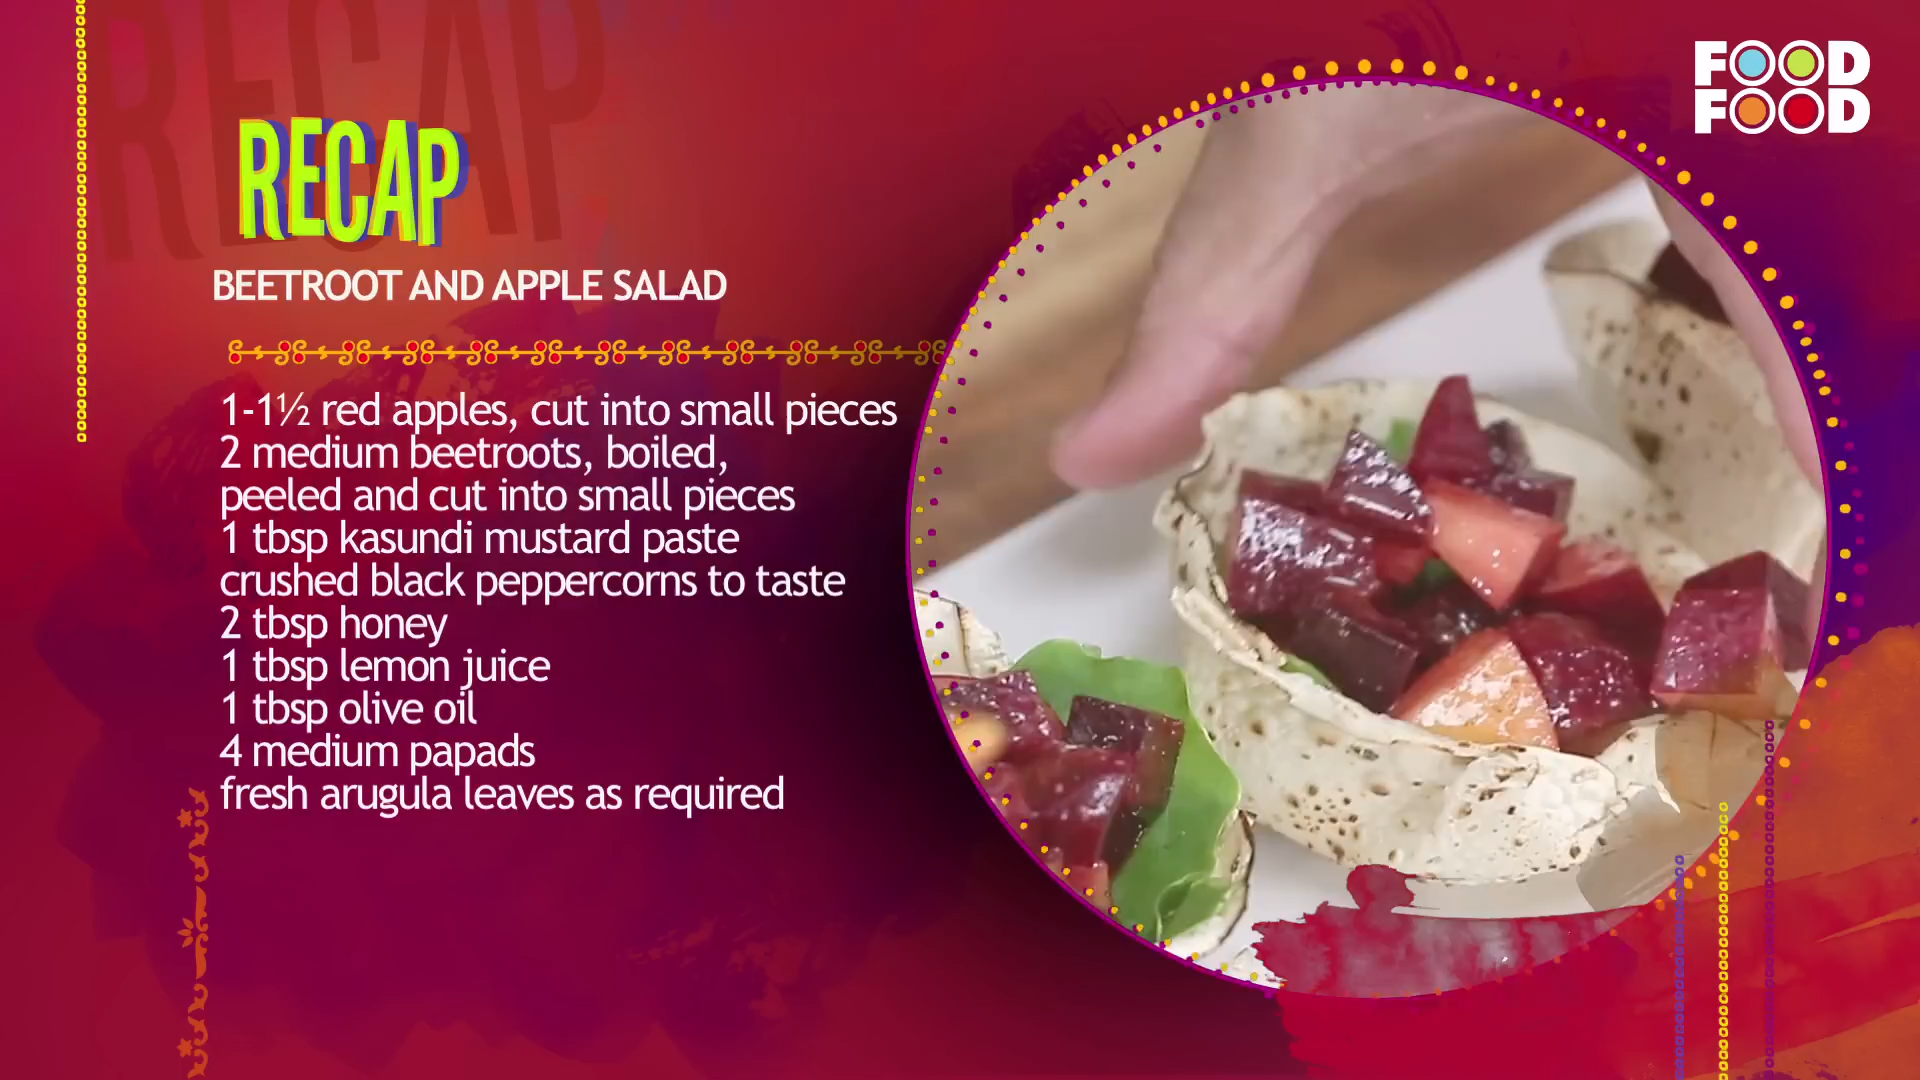 RECAP
RECAP
FOOD
FOOD
BEETROOT AND APPLE SALAD
1-1½ red apples, cut into small pieces
2 medium beetroots, boiled,
peeled and cut into small pieces
1 tbsp kasundi mustard paste
crushed black peppercorns to taste
2 tbsp honey
1 tbsp lemon juice
1 tbsp olive oil
4 medium papads
fresh arugula leaves as required